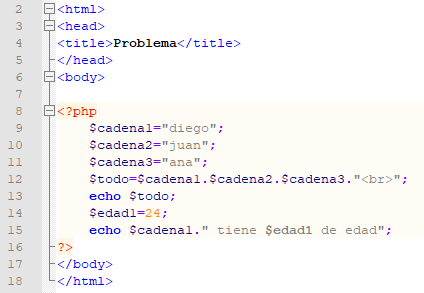 2 <html>
3 <head>
4 <title>Problema</title>
5 </head>
6 <body>
7
8 <?php
9 $cadena1="diego";
10 $cadena2="juan";
11 $cadena3="ana";
12 $todo=$cadena1.$cadena2.$cadena3."<br>";
13 echo $todo;
14 $edad1=24;
15 echo $cadena1." tiene $edad1 de edad";
16 ?>
17 </body>
18 </html>